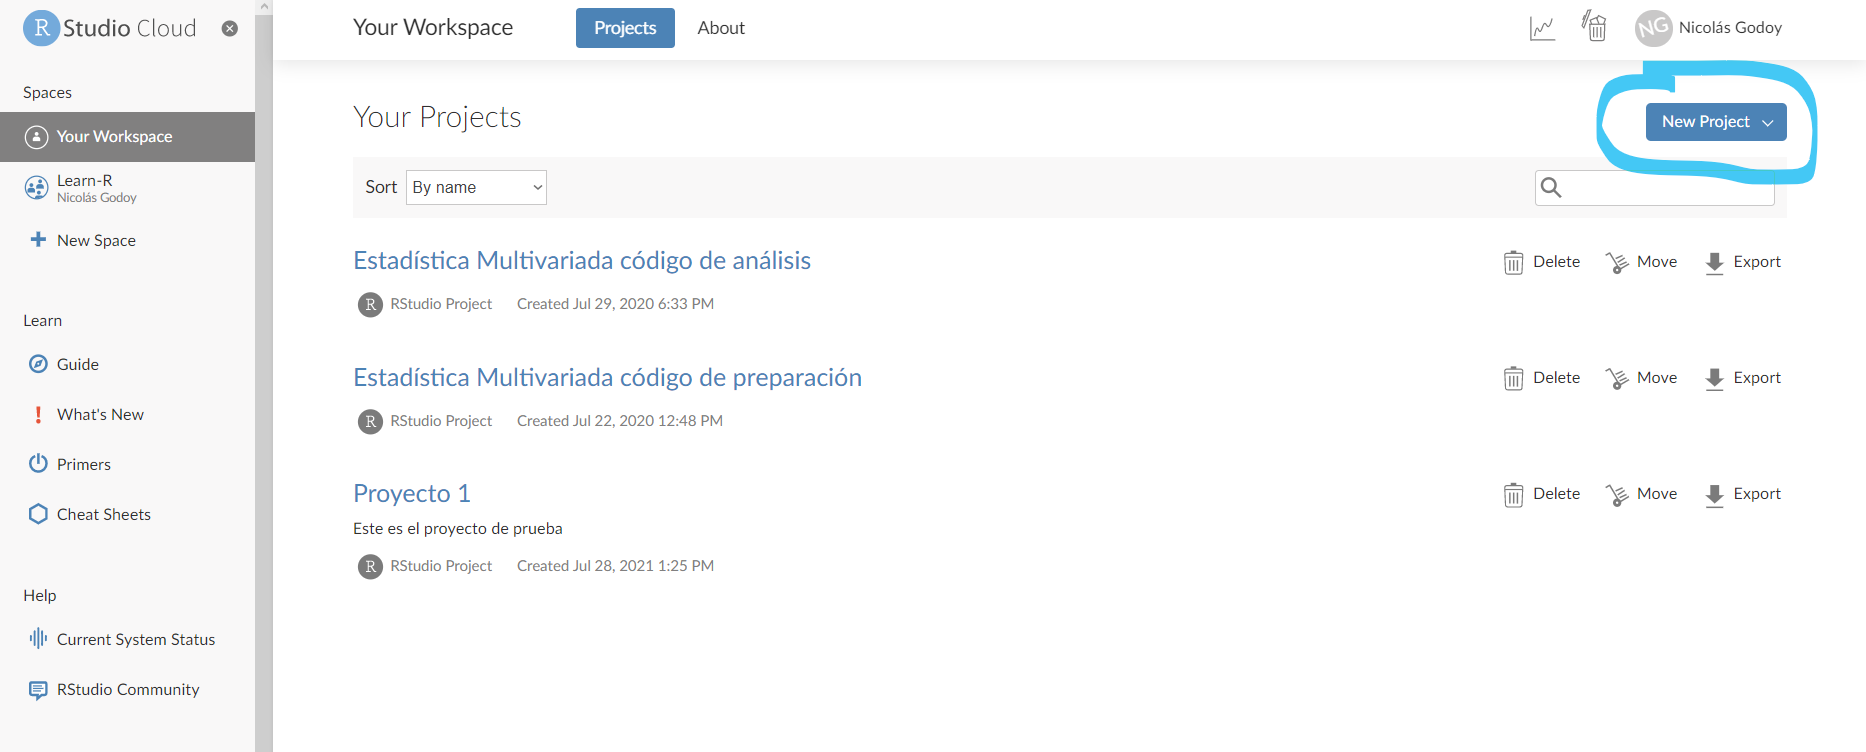 R Studio Cloud
Spaces
Your Workspace
Learn-R
Nicolás Godoy
New Space
Learn
Guide
What's New
Primers
Cheat Sheets
Help
Current System Status
RStudio Community
Your Workspace
Projects
About
NG
Nicolás Godoy
Your Projects
New Project
Sort
By name
Estadística Multivariada código de análisis
Delete
Move
Export
R
RStudio Project
Created Jul 29, 2020 6:33 PM
Estadística Multivariada código de preparación
Delete
Move
Export
R
RStudio Project
Created Jul 22, 2020 12:48 PM
Proyecto 1
Delete
Move
Export
Este es el proyecto de prueba
R
RStudio Project
Created Jul 28, 2021 1:25 PM